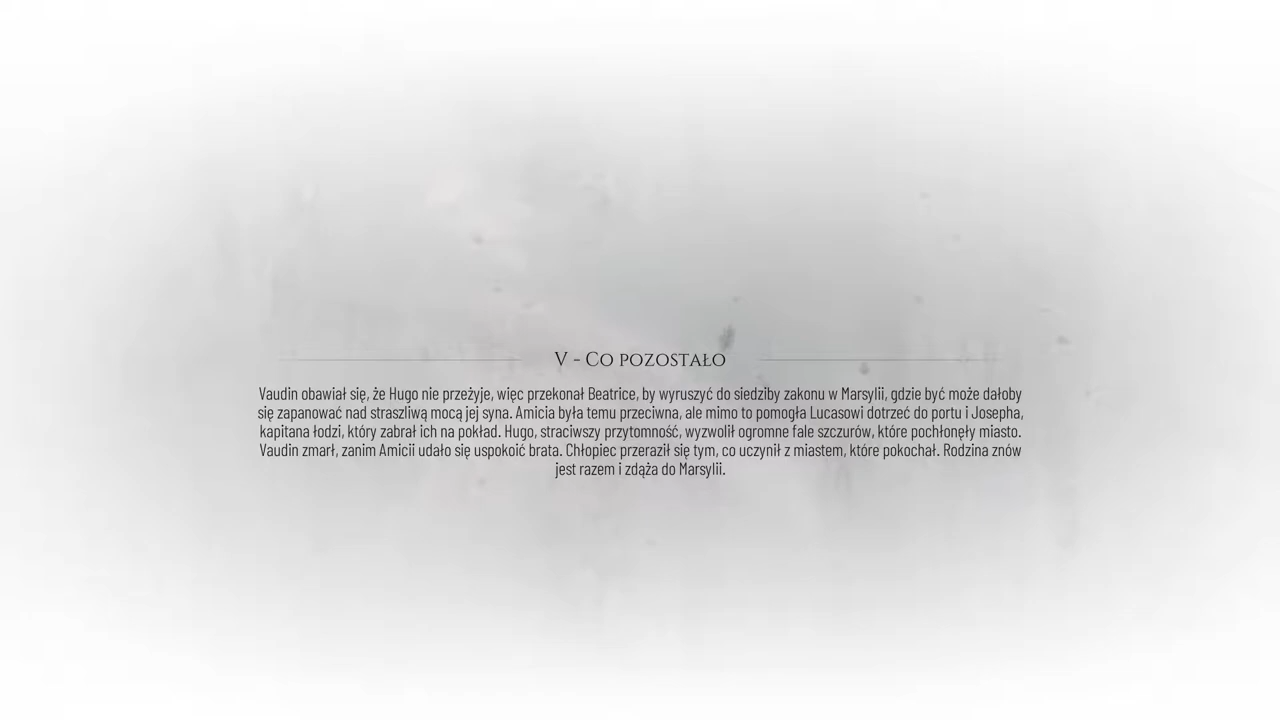 V - Co pozostało
Vaudin obawiał się, że Hugo nie przeżyje, więc przekonał Beatrice, by wyruszyć do siedziby zakonu w Marsylii, gdzie być może dałoby
się zapanować nad straszliwą mocą jej syna. Amicia była temu przeciwna, ale mimo to pomogła Lucasowi dotrzeć do portu i Josepha,
kapitana łodzi, który zabrał ich na pokład. Hugo, straciwszy przytomność, wyzwolił ogromne fale szczurów, które pochłonęły miasto.
Vaudin zmarł, zanim Amicii udało się uspokoić brata. Chłopiec przeraził się tym, co uczynił z miastem, które pokochał. Rodzina znów
jest razem i zdąża do Marsylii.